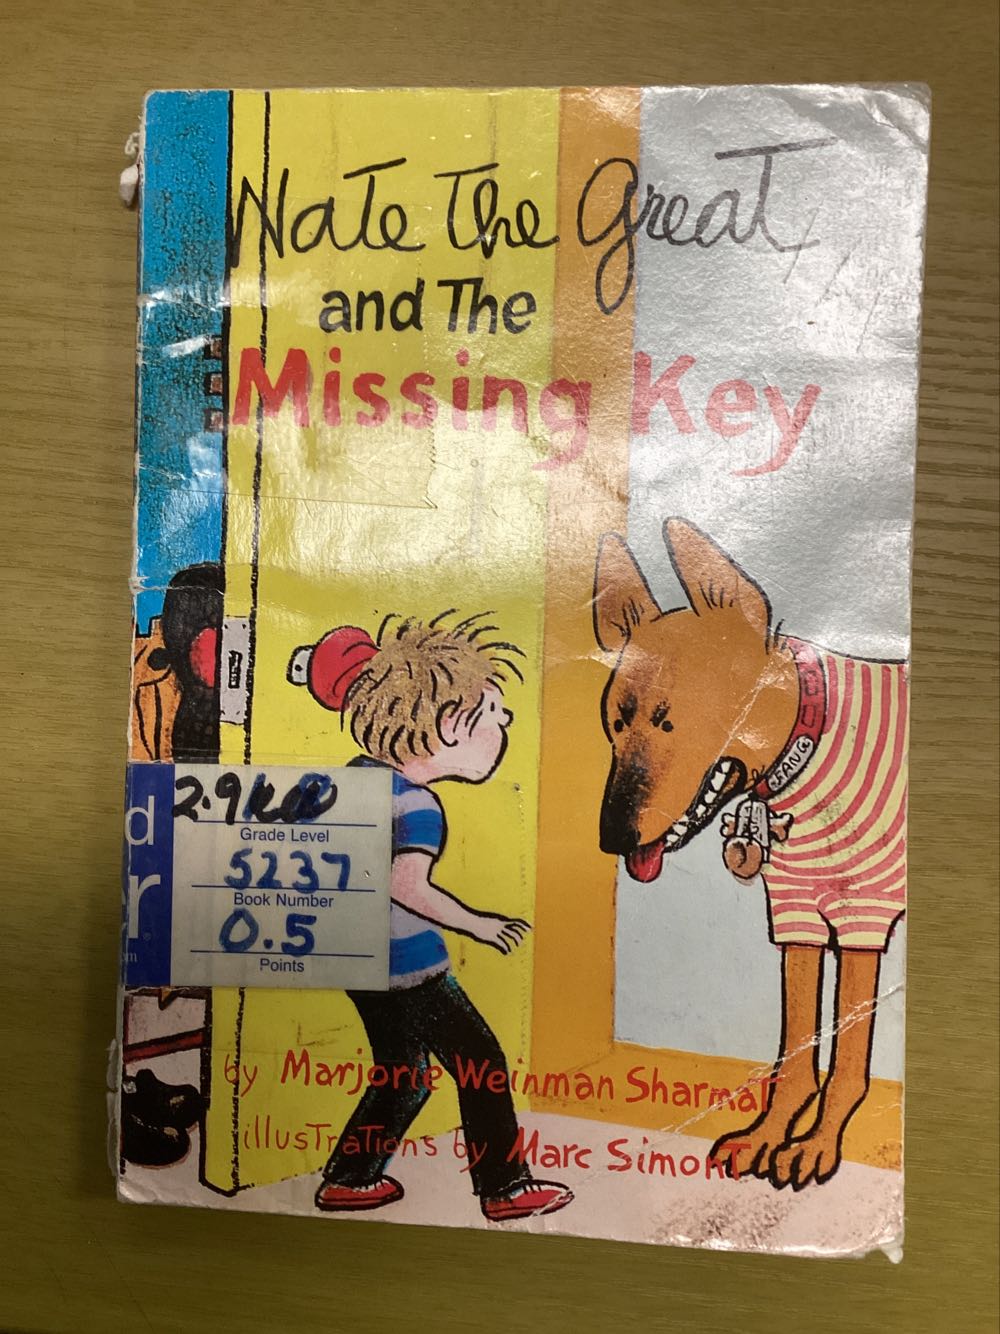 Nate The Great
and The
Missing Key
FANG
d
r
m
2.9
Grade Level
5237
Book Number
0.5
Points
by Marjorie Weinman Sharmat
illustrations by Marc Simont